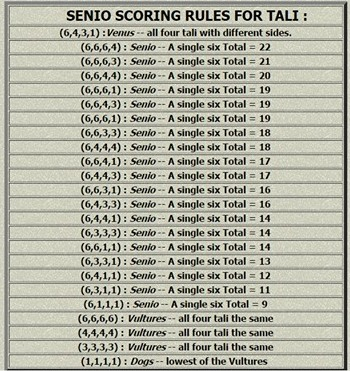 SENIO SCORING RULES FOR TALI :
(6,4,3,1) :Venus -- all four tali with different sides.
(6,6,6,4) : Senio -- A single six Total = 22
(6,6,6,3) : Senio -- A single six Total = 21
(6,6,4,4) : Senio -- A single six Total = 20
(6,6,6,1) : Senio -- A single six Total = 19
(6,6,4,3) : Senio -- A single six Total = 19
(6,6,6,1) : Senio -- A single six Total = 19
(6,6,3,3) : Senio -- A single six Total = 18
(6,4,4,4) : Senio -- A single six Total = 18
(6,6,4,1) : Senio -- A single six Total = 17
(6,4,4,3) : Senio -- A single six Total = 17
(6,6,3,1) : Senio -- A single six Total = 16
(6,4,3,3) : Senio -- A single six Total = 16
(6,4,4,1) : Senio -- A single six Total = 14
(6,3,3,3) : Senio -- A single six Total = 14
(6,6,1,1) : Senio -- A single six Total = 14
(6,3,3,1) : Senio -- A single six Total = 13
(6,4,1,1) : Senio -- A single six Total = 12
(6,3,1,1) : Senio -- A single six Total = 11
(6,1,1,1) : Senio -- A single six Total = 9
(6,6,6,6) : Vultures -- all four tali the same
(4,4,4,4) : Vultures -- all four tali the same
(3,3,3,3) : Vultures -- all four tali the same
(1,1,1,1) : Dogs -- lowest of the Vultures